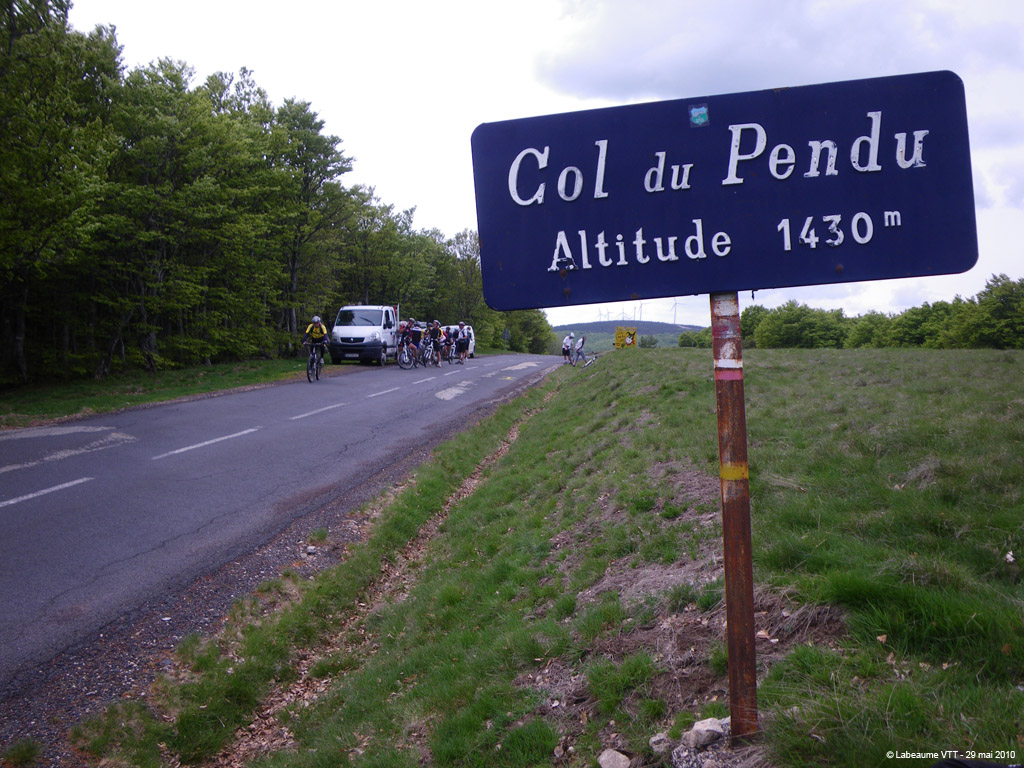 Col du Pendu
Altitude 1430 m
© Labeaume VTT - 29 mai 2010